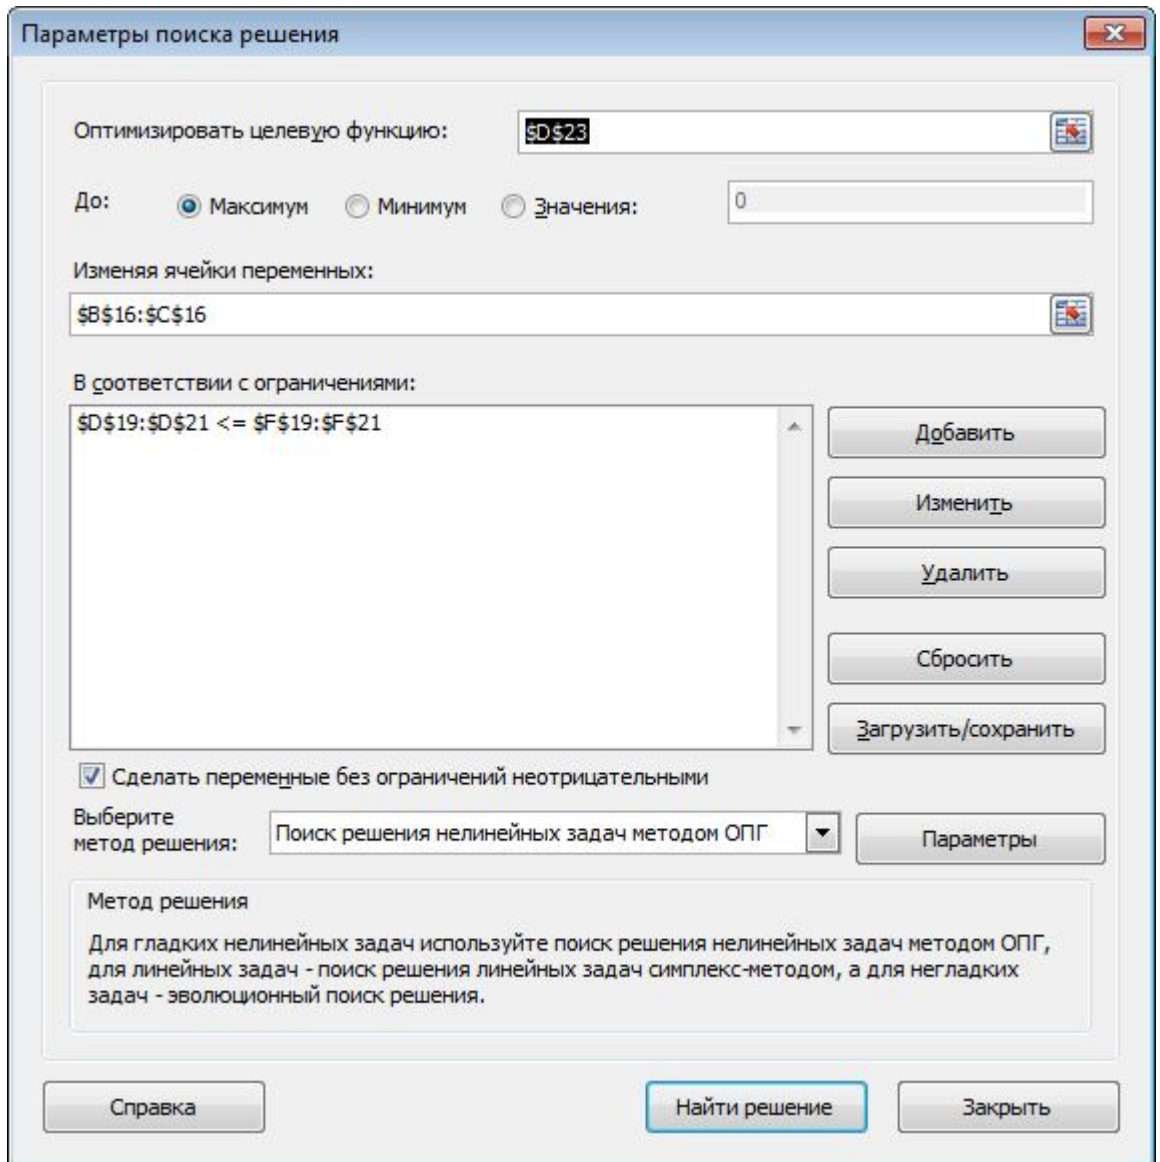 Параметры поиска решения
Оптимизировать целевую функцию: $D$23
До: Максимум Минимум Значения: 0
Изменяя ячейки переменных:
$B$16:$C$16
В соответствии с ограничениями:
$D$19:$D$21 <= $F$19:$F$21
Добавить
Изменить
Удалить
Сбросить
Загрузить/сохранить
Сделать переменные без ограничений неотрицательными
Выберите
метод решения:
Поиск решения нелинейных задач методом ОПГ
Параметры
Метод решения
Для гладких нелинейных задач используйте поиск решения нелинейных задач методом ОПГ,
для линейных задач - поиск решения линейных задач симплекс-методом, а для негладких
задач - эволюционный поиск решения.
Справка Найти решение Закрыть